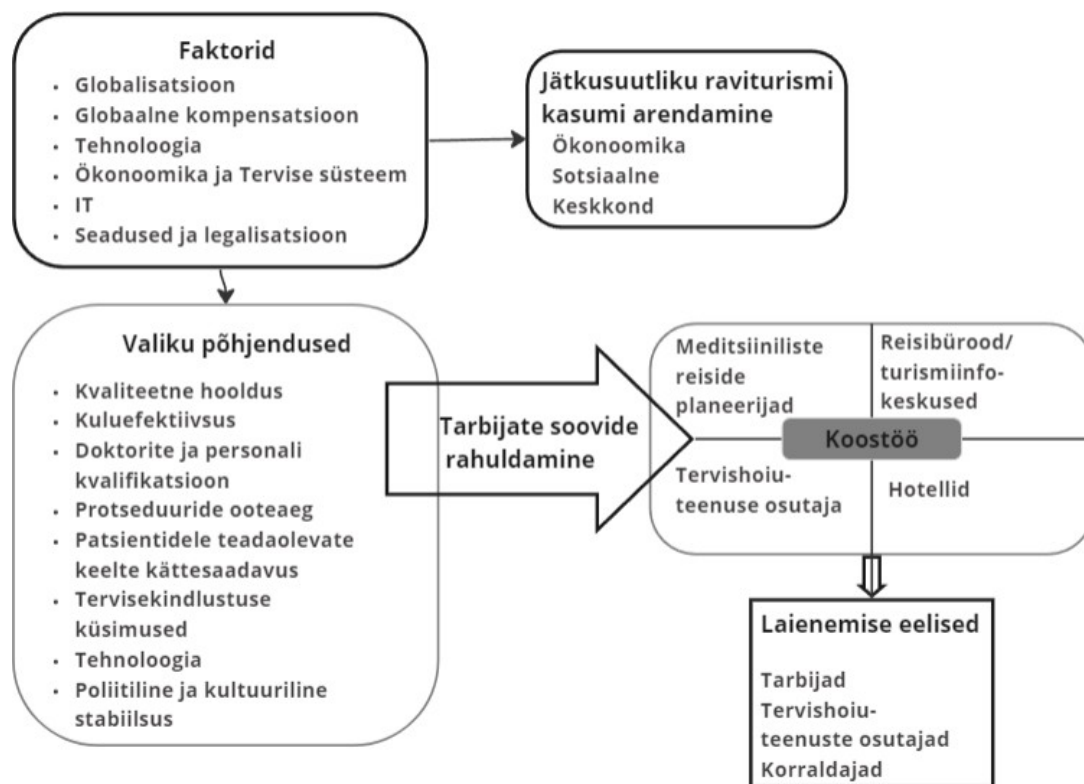 Faktorid
• Globalisatsioon
• Globaalne kompensatsioon
• Tehnoloogia
• Ökonoomika ja Tervise süsteem
• IT
• Seadused ja legalisatsioon
Jätkusuutliku raviturismi
kasumi arendamine
Ökonoomika
Sotsiaalne
Keskkond
Valiku põhjendused
• Kvaliteetne hooldus
• Kuluefektiivsus
• Doktorite ja personali
kvalifikatsioon
• Protseduuride ooteaeg
• Patsientidele teadaolevate
keelte kättesaadavus
• Tervisekindlustuse
küsimused
• Tehnoloogia
• Poliitiline ja kultuuriline
stabiilsus
Tarbijate soovide
rahuldamine
Meditsiiniliste
reiside
planeerijad
Reisibürood/
turismiinfo-
keskused
Koostöö
Tervishoiu-
teenuse osutaja
Hotellid
Laienemise eelised
Tarbijad
Tervishoiu-
teenuste osutajad
Korraldajad